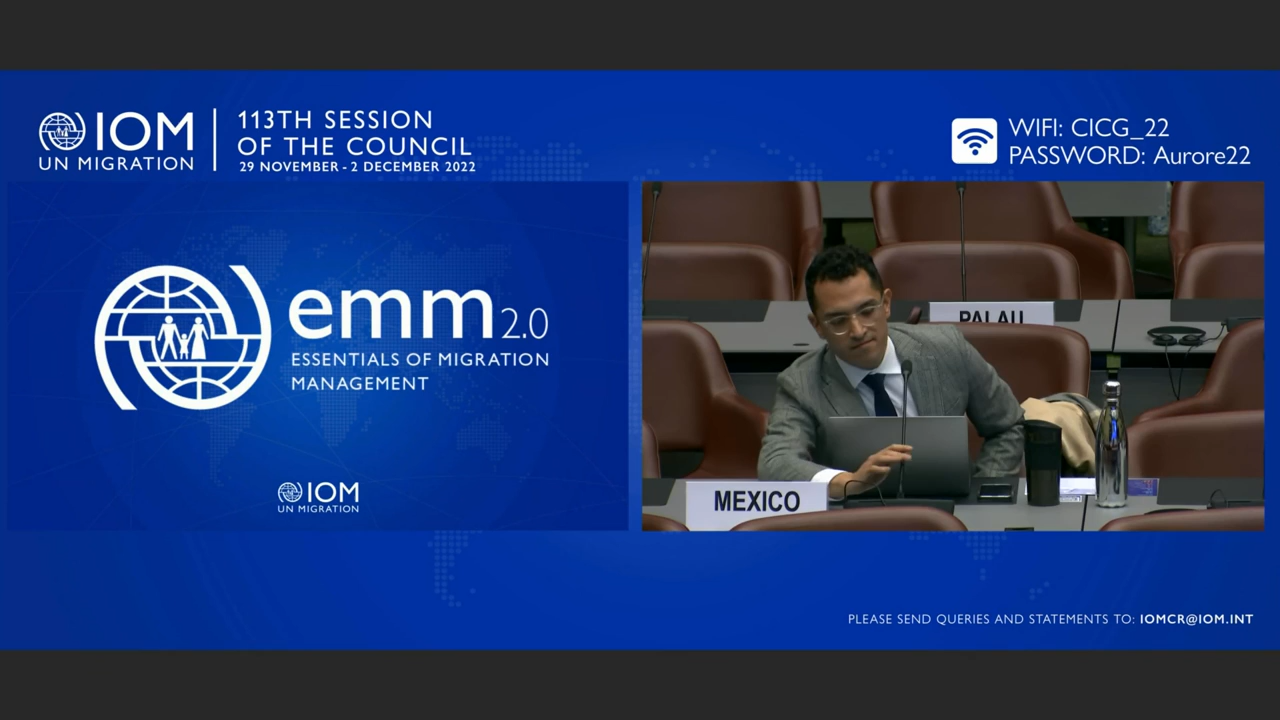 IOM
UN MIGRATION
113TH SESSION
OF THE COUNCIL
29 NOVEMBER - 2 DECEMBER 2022
WIFI: CICG_22
PASSWORD: Aurore22
emm2.0
ESSENTIALS OF MIGRATION
MANAGEMENT
IOM
UN MIGRATION
PALAU
MEXICO
PLEASE SEND QUERIES AND STATEMENTS TO: IOMCR@IOM.INT